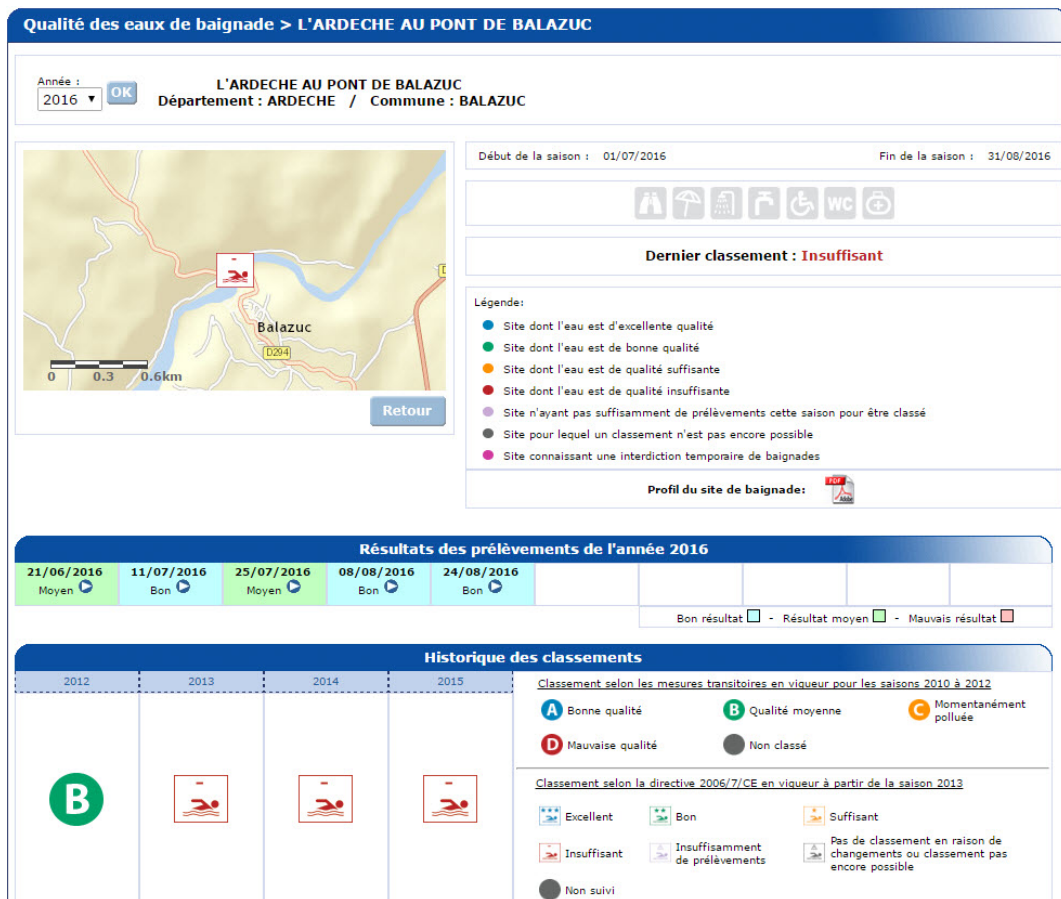 Qualité des eaux de baignade > L'ARDECHE AU PONT DE BALAZUC
Année :
2016
OK
L'ARDECHE AU PONT DE BALAZUC
Département : ARDECHE / Commune : BALAZUC
Balazuc
D294
0 0.3 0.6km
Retour
Début de la saison : 01/07/2016 Fin de la saison : 31/08/2016
WC
Dernier classement : Insuffisant
Légende:
Site dont l'eau est d'excellente qualité
Site dont l'eau est de bonne qualité
Site dont l'eau est de qualité suffisante
Site dont l'eau est de qualité insuffisante
Site n'ayant pas suffisamment de prélèvements cette saison pour être classé
Site pour lequel un classement n'est pas encore possible
Site connaissant une interdiction temporaire de baignades
Profil du site de baignade:
PDF
Résultats des prélèvements de l'année 2016
21/06/2016 11/07/2016 25/07/2016 08/08/2016 24/08/2016
Moyen Bon Moyen Bon Bon
Bon résultat - Résultat moyen - Mauvais résultat
Historique des classements
2012 2013 2014 2015
B
Classement selon les mesures transitoires en vigueur pour les saisons 2010 à 2012
A Bonne qualité
B Qualité moyenne
C Momentanément
polluée
D Mauvaise qualité
Non classé
Classement selon la directive 2006/7/CE en vigueur à partir de la saison 2013
Excellent
Bon
Suffisant
Insuffisant
Insuffisamment
de prélèvements
Pas de classement en raison de
changements ou classement pas
encore possible
Non suivi